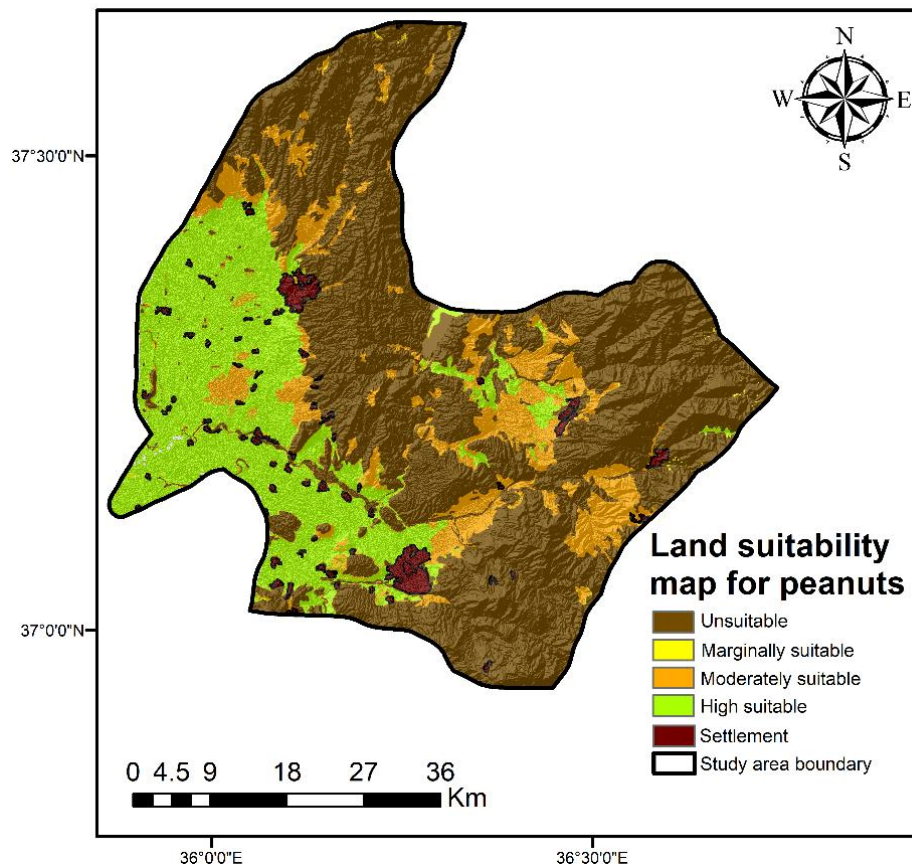 N
W E
S
37°30'0"N
37°0'0"N
Land suitability
map for peanuts
Unsuitable
Marginally suitable
Moderately suitable
High suitable
Settlement
Study area boundary
0 4.5 9 18 27 36
Km
36°0'0"E 36°30'0"E